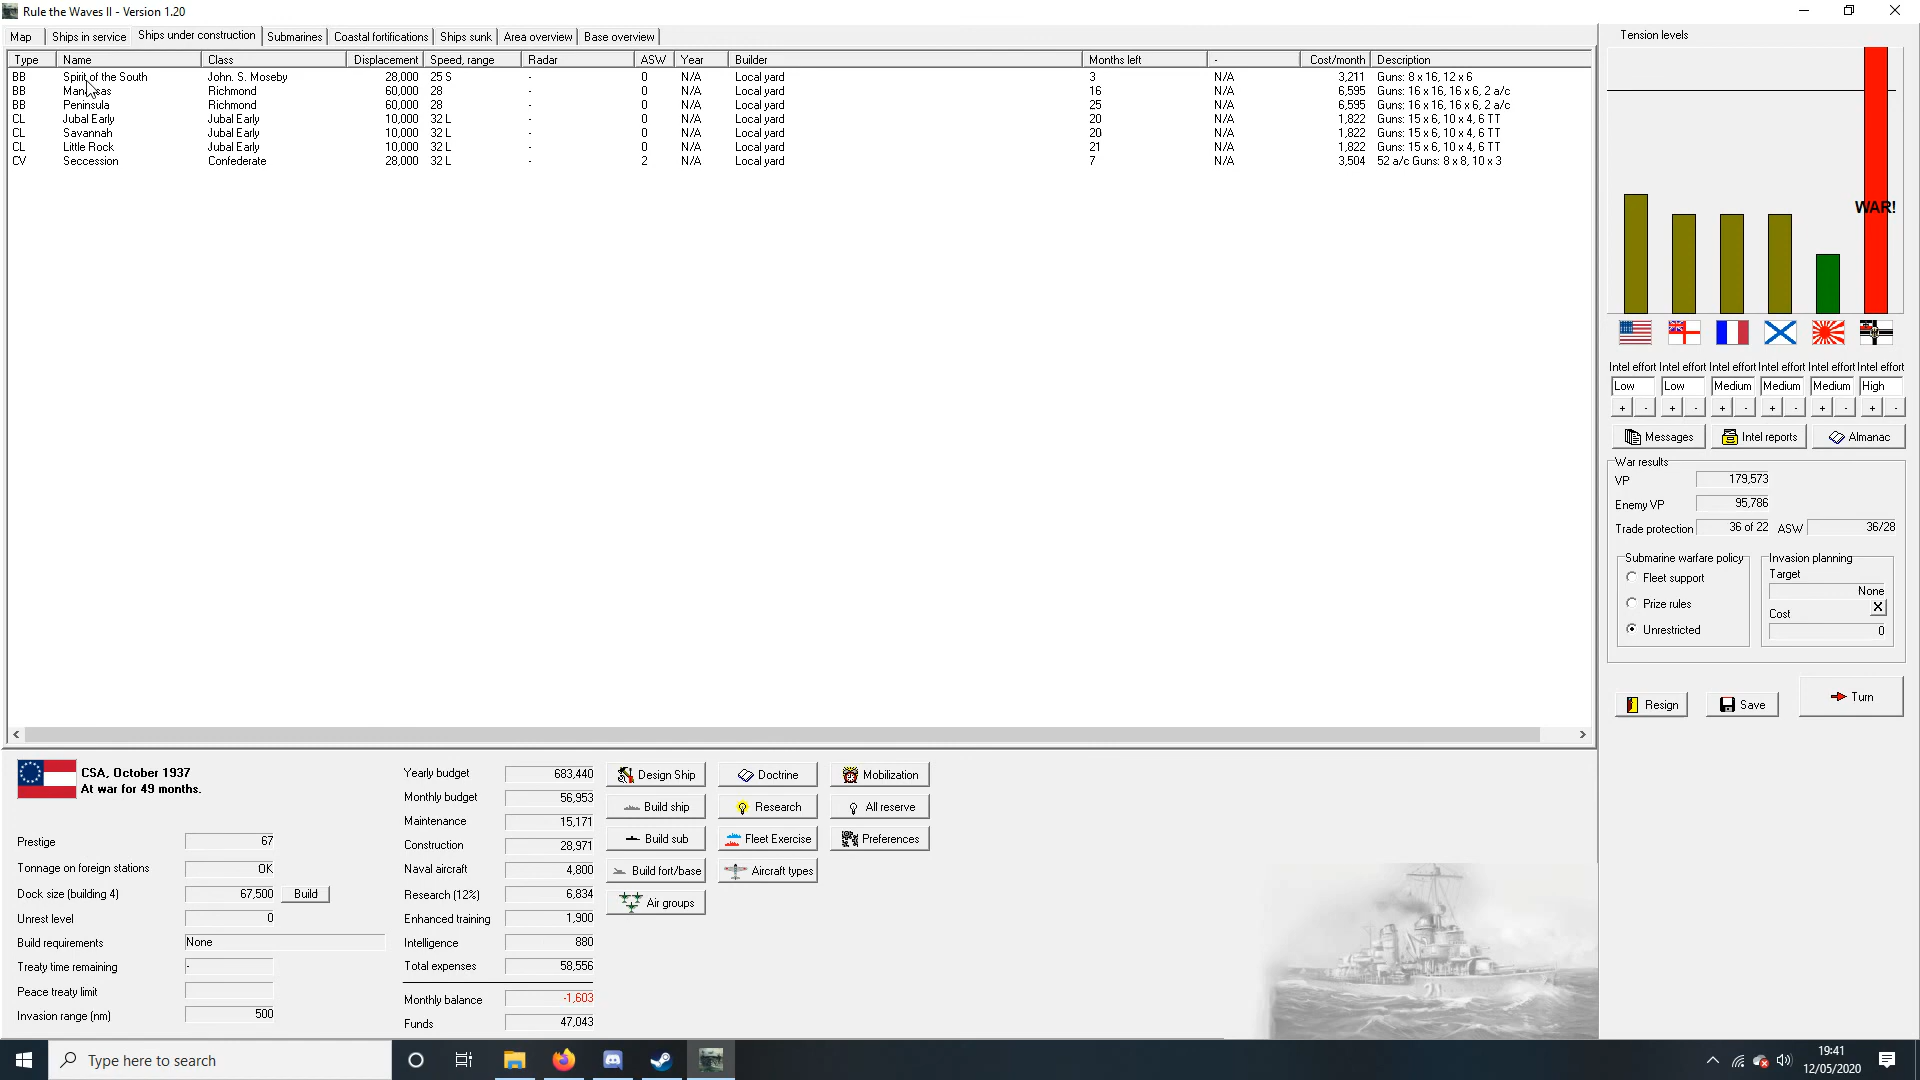 Rule the Waves II - Version 1.20
Map Ships in service Ships under construction Submarines Coastal fortifications Ships sunk Area overview Base overview
Type Name Class Displacement Speed, range Radar ASW Year Builder Months left - Cost/month Description
BB Spirit of the South John. S. Moseby 28,000 25 S - 0 N/A Local yard 3 N/A 3,211 Guns: 8 x 16, 12 x 6
BB Richmond 60,000 28 - 0 N/A Local yard 16 N/A 6,595 Guns: 16 x 16, 16 x 6, 2 a/c
BB Peninsula Richmond 60,000 28 - 0 N/A Local yard 25 N/A 6,595 Guns: 16 x 16, 16 x 6, 2 a/c
CL Jubal Early Jubal Early 10,000 32 L - 0 N/A Local yard 20 N/A 1,822 Guns: 15 x 6, 10 x 4, 6 TT
CL Savannah Jubal Early 10,000 32 L - 0 N/A Local yard 20 N/A 1,822 Guns: 15 x 6, 10 x 4, 6 TT
CL Little Rock Jubal Early 10,000 32 L - 0 N/A Local yard 21 N/A 1,822 Guns: 15 x 6, 10 x 4, 6 TT
CV Seccession Confederate 28,000 32 L - 2 N/A Local yard 7 N/A 3,504 52 a/c Guns: 8 x 8, 10 x 3
Tension levels
WAR!
Intel effort Intel effort Intel effort Intel effort Intel effort Intel effort
Low Low Medium Medium Medium High
+ - + - + - + - + - + -
Messages Intel reports Almanac
War results
VP 179,573
Enemy VP 95,786
Trade protection 36 of 22 ASW 36/28
Submarine warfare policy
Fleet support
Prize rules
Unrestricted
Invasion planning
Target
None
Cost X
0
Resign Save Turn
CSA, October 1937
At war for 49 months.
Prestige 67
Tonnage on foreign stations OK
Dock size (building 4) 67,500 Build
Unrest level 0
Build requirements None
Treaty time remaining -
Peace treaty limit
Invasion range (nm) 500
Yearly budget 683,440
Monthly budget 56,953
Maintenance 15,171
Construction 28,971
Naval aircraft 4,800
Research (12%) 6,834
Enhanced training 1,900
Intelligence 880
Total expenses 58,556
Monthly balance -1,603
Funds 47,043
Design Ship Doctrine Mobilization
Build ship Research All reserve
Build sub Fleet Exercise Preferences
Build fort/base Aircraft types
Air groups
Type here to search
19:41
12/05/2020